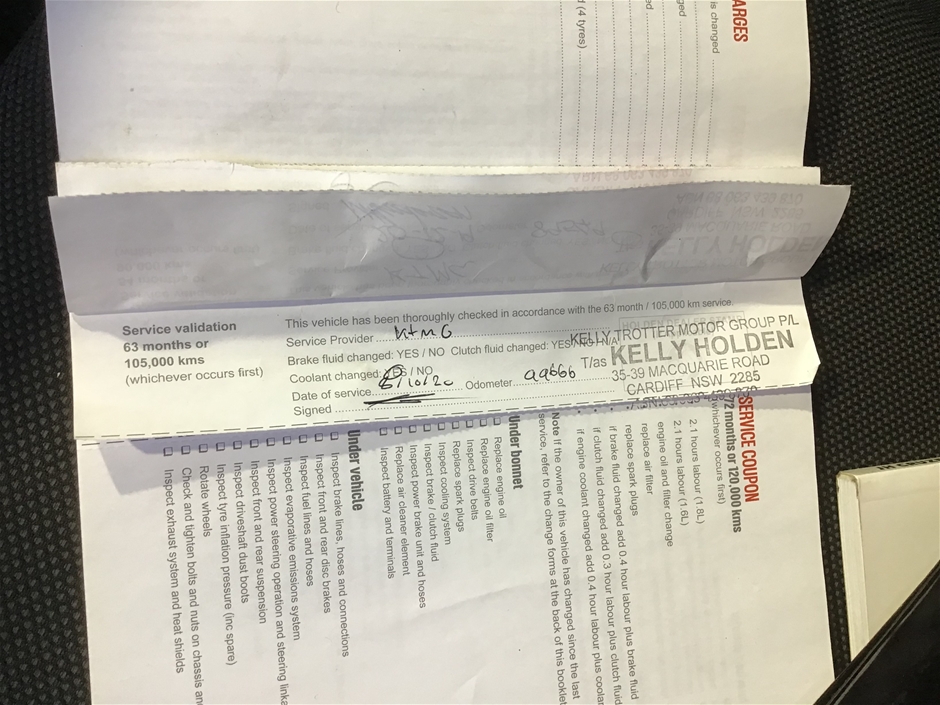 ARGES
is changed
ged
ed
d (4 tyres)
Service validation
63 months or
105,000 kms
(whichever occurs first)
This vehicle has been thoroughly checked in accordance with the 63 month / 105,000 km service.
Service Provider KTMG
Brake fluid changed: YES / NO Clutch fluid changed: YES
Coolant changed: YES / NO
Date of service 6/10/20 Odometer 99666
Signed
KELLY TROTTER MOTOR GROUP P/L
T/as KELLY HOLDEN
35-39 MACQUARIE ROAD
CARDIFF NSW 2285
SERVICE COUPON
72 months or 120,000 kms
(whichever occurs first)
2.1 hours labour (1.8L)
2.1 hours labour (1.6L)
engine oil and filter change
replace air filter
replace spark plugs
if brake fluid changed add 0.4 hour labour plus brake fluid
if clutch fluid changed add 0.3 hour labour plus clutch fluid
if engine coolant changed add 0.4 hour labour plus coolan
Note If the owner of this vehicle has changed since the last
service, refer to the change forms at the back of this booklet
Under bonnet
Replace engine oil
Replace engine oil filter
Inspect drive belts
Replace spark plugs
Inspect cooling system
Inspect brake / clutch fluid
Inspect power brake unit and hoses
Replace air cleaner element
Inspect battery and terminals
Under vehicle
Inspect brake lines, hoses and connections
Inspect front and rear disc brakes
Inspect fuel lines and hoses
Inspect evaporative emissions system
Inspect power steering operation and steering linka
Inspect front and rear suspension
Inspect driveshaft dust boots
Inspect tyre inflation pressure (inc spare)
Rotate wheels
Check and tighten bolts and nuts on chassis an
Inspect exhaust system and heat shields